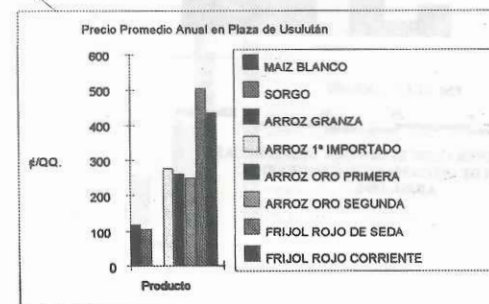 Precio Promedio Anual en Plaza de Usulután
600
500
400
300
200
100
0
¢/QQ.
Producto
MAIZ BLANCO
SORGO
ARROZ GRANZA
ARROZ 1ª IMPORTADO
ARROZ ORO PRIMERA
ARROZ ORO SEGUNDA
FRIJOL ROJO DE SEDA
FRIJOL ROJO CORRIENTE